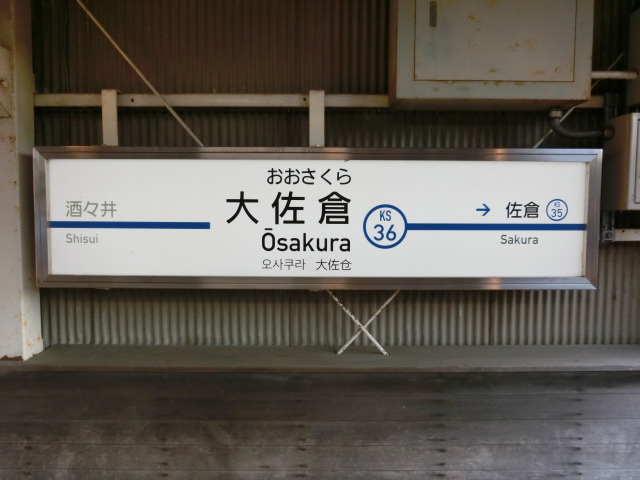 おおさくら
大佐倉
Ōsakura
오사쿠라 大佐仓
KS
36
酒々井
Shisui
→ 佐倉
KS
35
Sakura